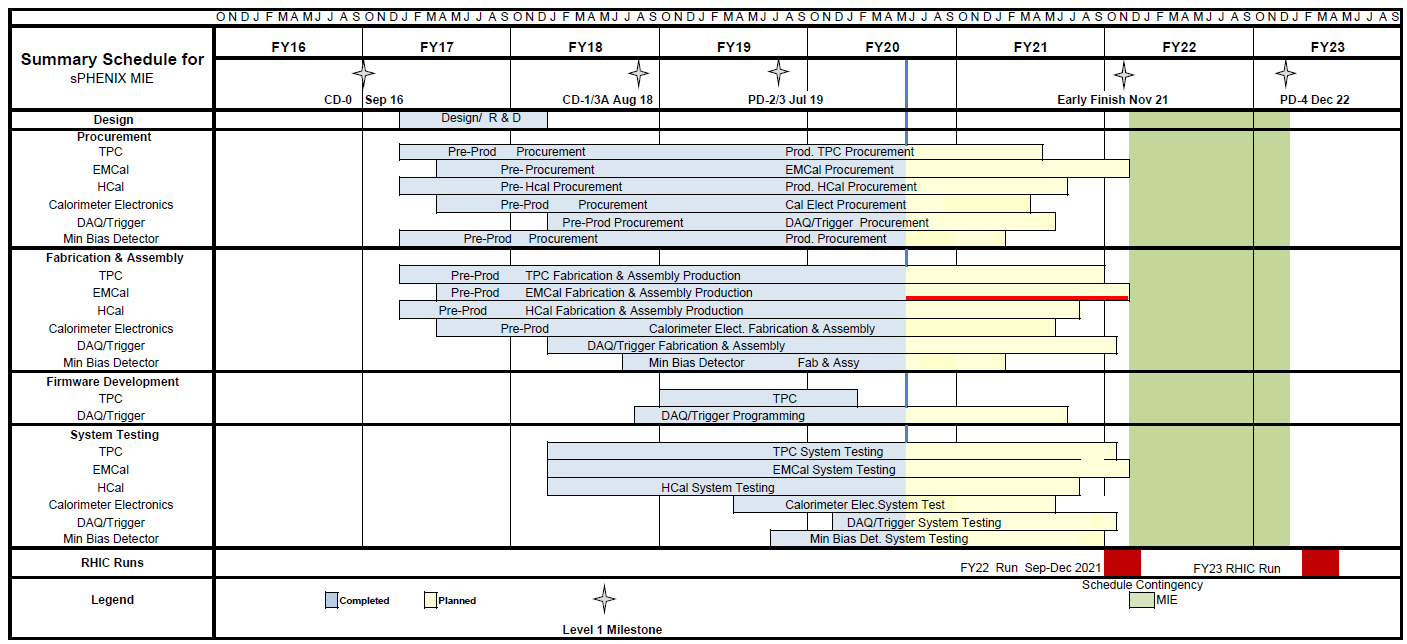 O N D J F M A M J J A S O N D J F M A M J J A S O N D J F M A M J J A S O N D J F M A M J J A S O N D J F M A M J J A S O N D J F M A M J J A S O N D J F M A M J J A S O N D J F M A M J J A S
Summary Schedule for
sPHENIX MIE
FY16 FY17 FY18 FY19 FY20 FY21 FY22 FY23
CD-0 Sep 16 CD-1/3A Aug 18 PD-2/3 Jul 19 Early Finish Nov 21 PD-4 Dec 22
Design Design/ R & D
Procurement
TPC Pre-Prod Procurement Prod. TPC Procurement
EMCal Pre- Procurement EMCal Procurement
HCal Pre- Hcal Procurement Prod. HCal Procurement
Calorimeter Electronics Pre-Prod Procurement Cal Elect Procurement
DAQ/Trigger Pre-Prod Procurement DAQ/Trigger Procurement
Min Bias Detector Pre-Prod Procurement Prod. Procurement
Fabrication & Assembly
TPC Pre-Prod TPC Fabrication & Assembly Production
EMCal Pre-Prod EMCal Fabrication & Assembly Production
HCal Pre-Prod HCal Fabrication & Assembly Production
Calorimeter Electronics Pre-Prod Calorimeter Elect. Fabrication & Assembly
DAQ/Trigger DAQ/Trigger Fabrication & Assembly
Min Bias Detector Min Bias Detector Fab & Assy
Firmware Development
TPC TPC
DAQ/Trigger DAQ/Trigger Programming
System Testing
TPC TPC System Testing
EMCal EMCal System Testing
HCal HCal System Testing
Calorimeter Electronics Calorimeter Elec.System Test
DAQ/Trigger DAQ/Trigger System Testing
Min Bias Detector Min Bias Det. System Testing
RHIC Runs FY22 Run Sep-Dec 2021 FY23 RHIC Run
Schedule Contingency
Legend Completed Planned MIE
Level 1 Milestone